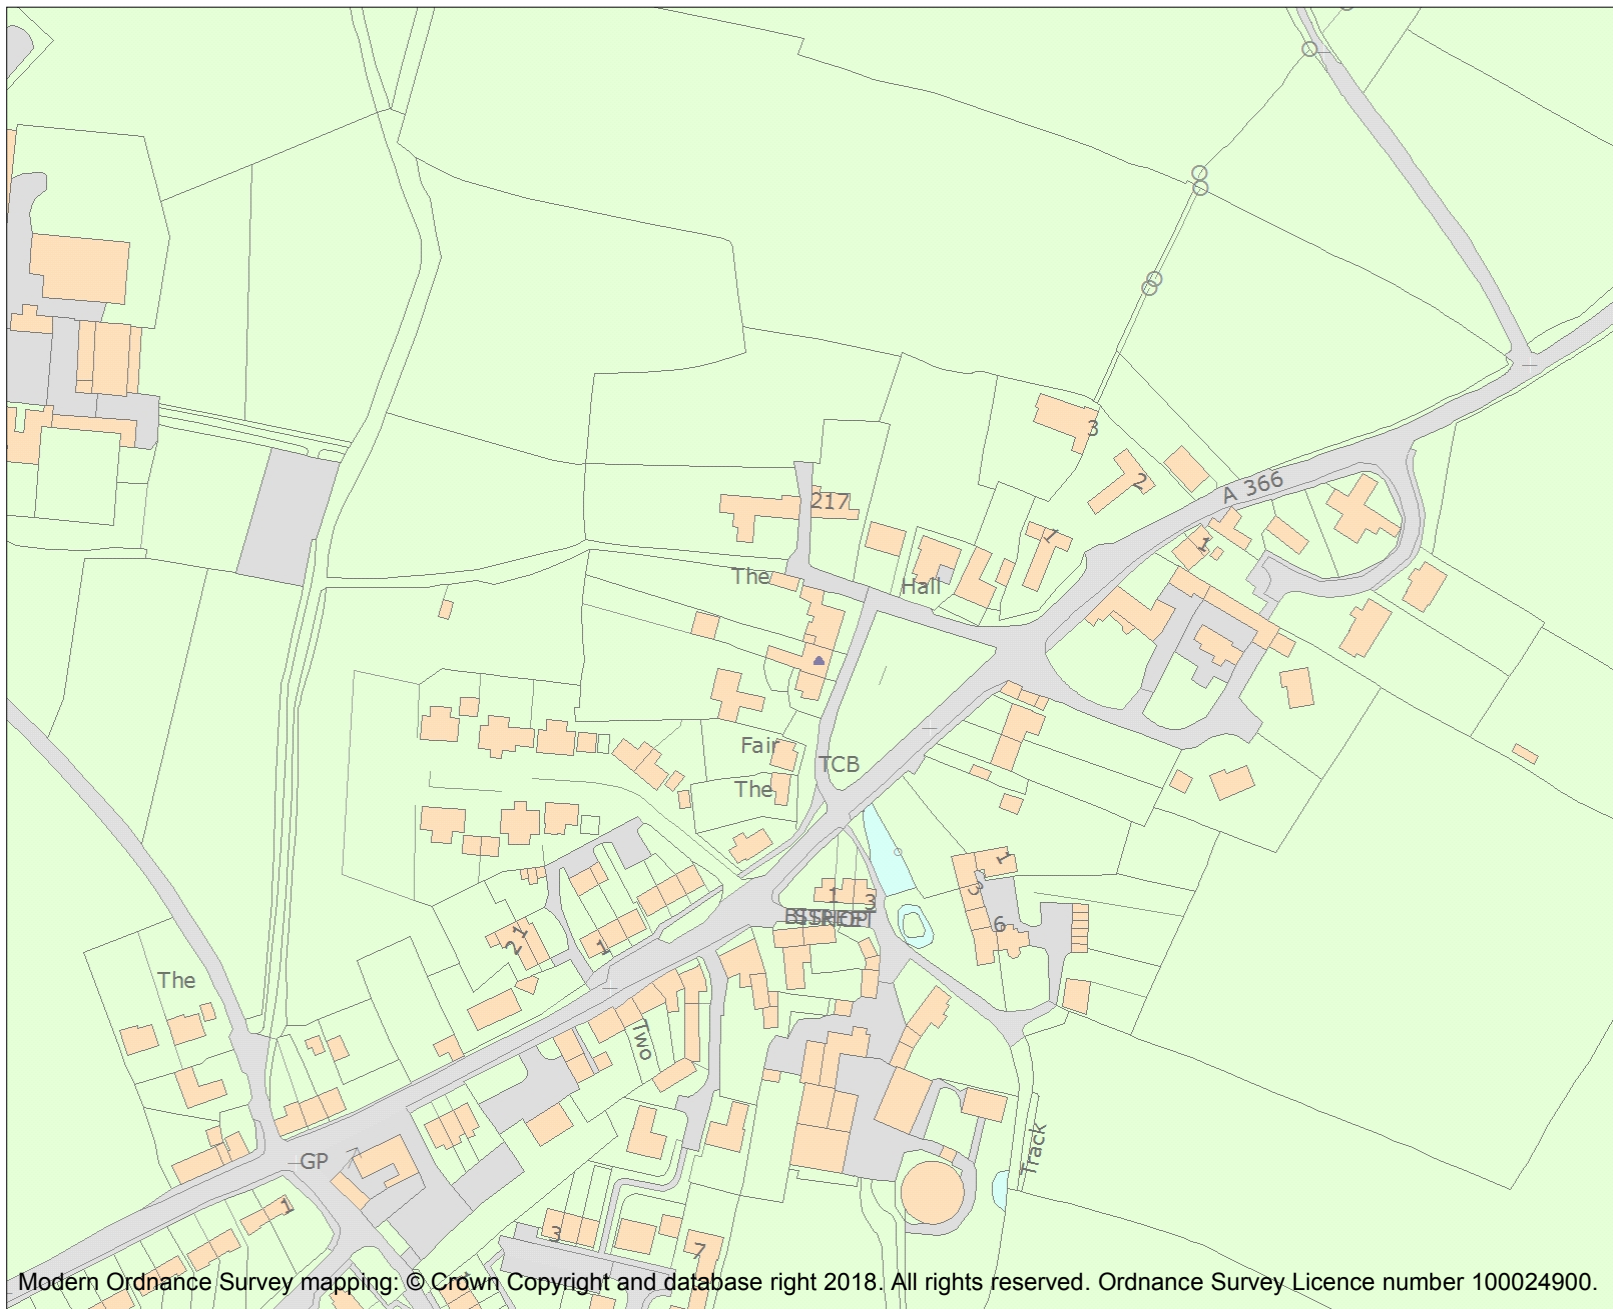 3
2
A 366
217
1
1
The
Hall
Fair
TCB
The
1
3
1
3
6
1
2
1
The
Two
Track
GP
1
3
7
Modern Ordnance Survey mapping: © Crown Copyright and database right 2018. All rights reserved. Ordnance Survey Licence number 100024900.